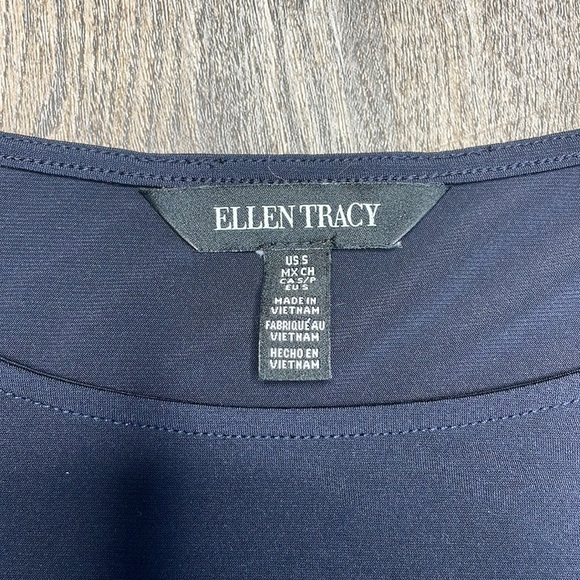 ELLEN TRACY
US S
MX CH
CA S/P
EU S
MADE IN
VIETNAM
FABRIQUÉ AU
VIETNAM
HECHO EN
VIETNAM